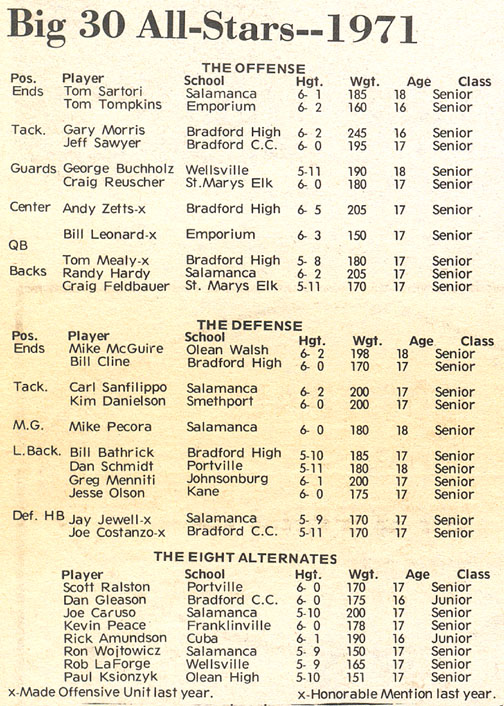 Big 30 All-Stars--1971
THE OFFENSE
Pos. Player School Hgt. Wgt. Age Class
Ends Tom Sartori Salamanca 6- 1 185 18 Senior
Tom Tompkins Emporium 6- 2 160 16 Senior
Tack. Gary Morris Bradford High 6- 2 245 16 Senior
Jeff Sawyer Bradford C.C. 6- 0 195 17 Senior
Guards George Buchholz Wellsville 5-11 190 18 Senior
Craig Reuscher St.Marys Elk 6- 0 180 17 Senior
Center Andy Zetts-x Bradford High 6- 5 205 17 Senior
Bill Leonard-x Emporium 6- 3 150 17 Senior
QB
Tom Mealy-x Bradford High 5- 8 180 17 Senior
Backs Randy Hardy Salamanca 6- 2 205 17 Senior
Craig Feldbauer St. Marys Elk 5-11 170 17 Senior
THE DEFENSE
Pos. Player School Hgt. Wgt. Age Class
Ends Mike McGuire Olean Walsh 6- 2 198 18 Senior
Bill Cline Bradford High 6- 0 170 17 Senior
Tack. Carl Sanfilippo Salamanca 6- 2 200 17 Senior
Kim Danielson Smethport 6- 0 200 17 Senior
M.G. Mike Pecora Salamanca 6- 0 180 18 Senior
L.Back. Bill Bathrick Bradford High 5-10 185 17 Senior
Dan Schmidt Portville 5-11 180 18 Senior
Greg Menniti Johnsonburg 6- 1 200 17 Senior
Jesse Olson Kane 6- 0 175 17 Senior
Def. HB Jay Jewell-x Salamanca 5- 9 170 17 Senior
Joe Costanzo-x Bradford C.C. 5-11 170 17 Senior
THE EIGHT ALTERNATES
Player School Hgt. Wgt. Age Class
Scott Ralston Portville 6- 0 170 17 Senior
Dan Gleason Bradford C.C. 6- 0 175 16 Junior
Joe Caruso Salamanca 5-10 200 17 Senior
Kevin Peace Franklinville 6- 0 178 17 Senior
Rick Amundson Cuba 6- 1 190 16 Junior
Ron Wojtowicz Salamanca 5- 9 150 17 Senior
Rob LaForge Wellsville 5- 9 165 17 Senior
Paul Ksionzyk Olean High 5-10 151 17 Senior
x-Made Offensive Unit last year. x-Honorable Mention last year.